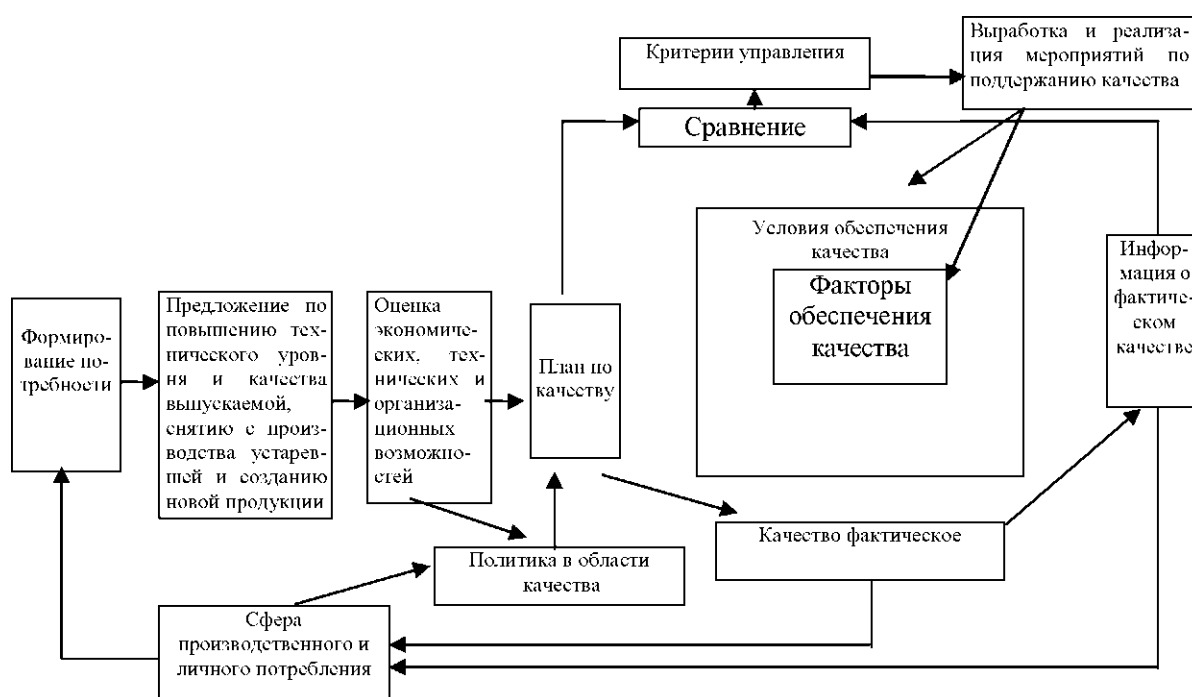 Критерии управления
Выработка и реализа-
ция мероприятий по
поддержанию качества
Сравнение
Условия обеспечения
качества
Факторы
обеспечения
качества
Инфор-
мация о
фактиче-
ском
качестве
Формиро-
вание по-
требности
Предложение по
повышению тех-
нического уров-
ня и качества
выпускаемой,
снятию с произ-
водства устарев-
шей и созданию
новой продукции
Оценка
экономиче-
ских, тех-
нических и
организа-
ционных
возможно-
стей
План по
качеству
Качество фактическое
Политика в области
качества
Сфера
производственного и
личного потребления